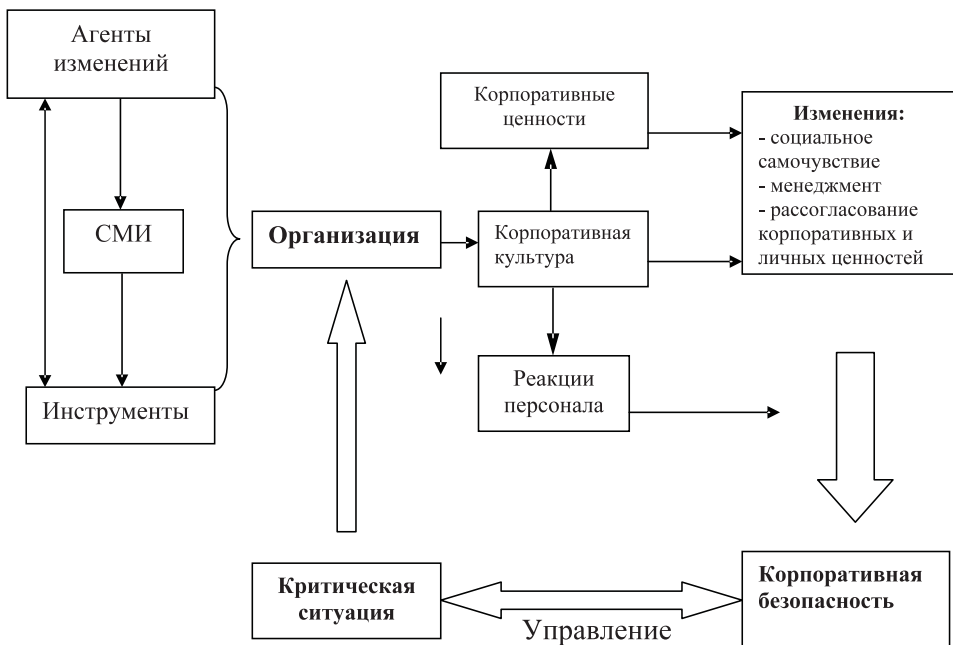 Агенты
изменений
СМИ
Инструменты
Организация
Корпоративные
ценности
Корпоративная
культура
Реакции
персонала
Изменения:
- социальное
самочувствие
- менеджмент
- рассогласование
корпоративных и
личных ценностей
Критическая
ситуация
Управление
Корпоративная
безопасность